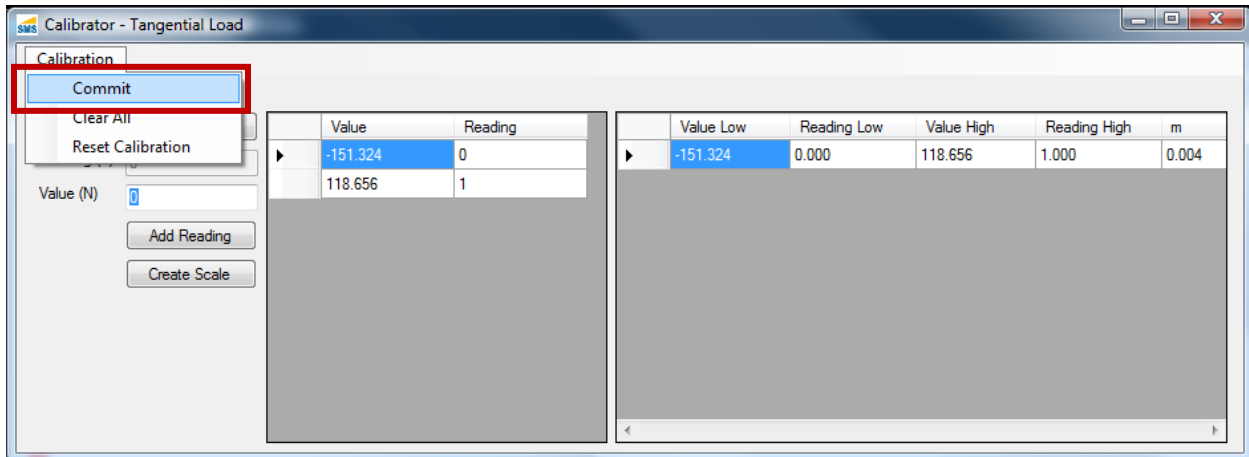 SMS Calibrator - Tangential Load
Calibration
Commit
Clear All
Reset Calibration
Value Reading
-151.324 0
118.656 1
Value Low Reading Low Value High Reading High m
-151.324 0.000 118.656 1.000 0.004
Value (N) 0
Add Reading
Create Scale